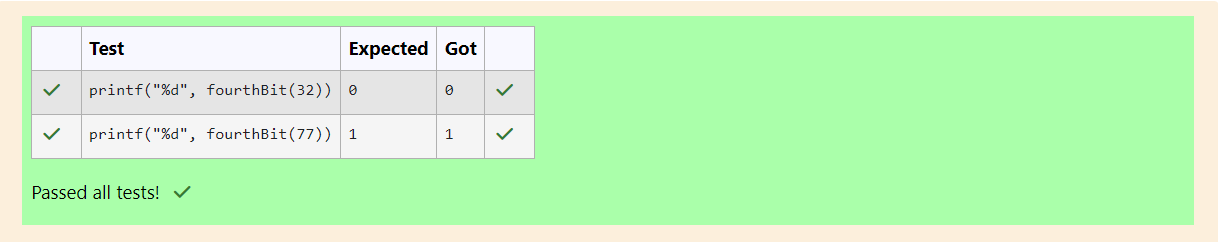 Test Expected Got
printf("%d", fourthBit(32)) 0 0
printf("%d", fourthBit(77)) 1 1
Passed all tests!